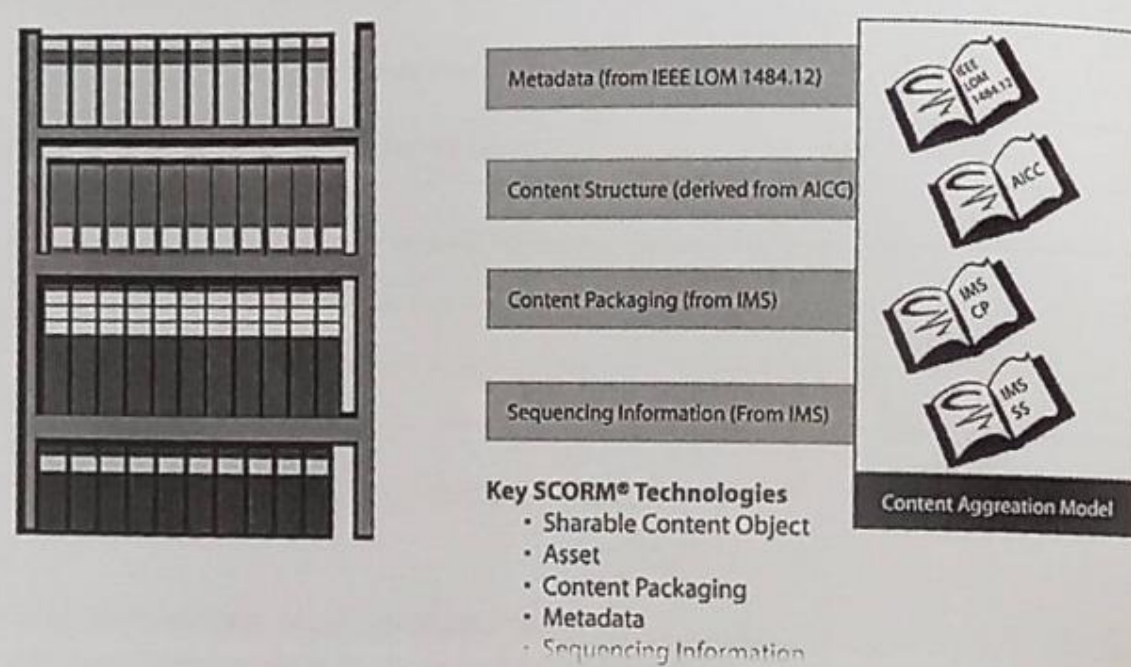 Metadata (from IEEE LOM 1484.12)
IEEE
LOM
1484.12
Content Structure (derived from AICC)
AICC
Content Packaging (from IMS)
IMS
CP
Sequencing Information (From IMS)
IMS
SS
Content Aggreation Model
Key SCORM® Technologies
• Sharable Content Object
• Asset
• Content Packaging
• Metadata
• Sequencing Information